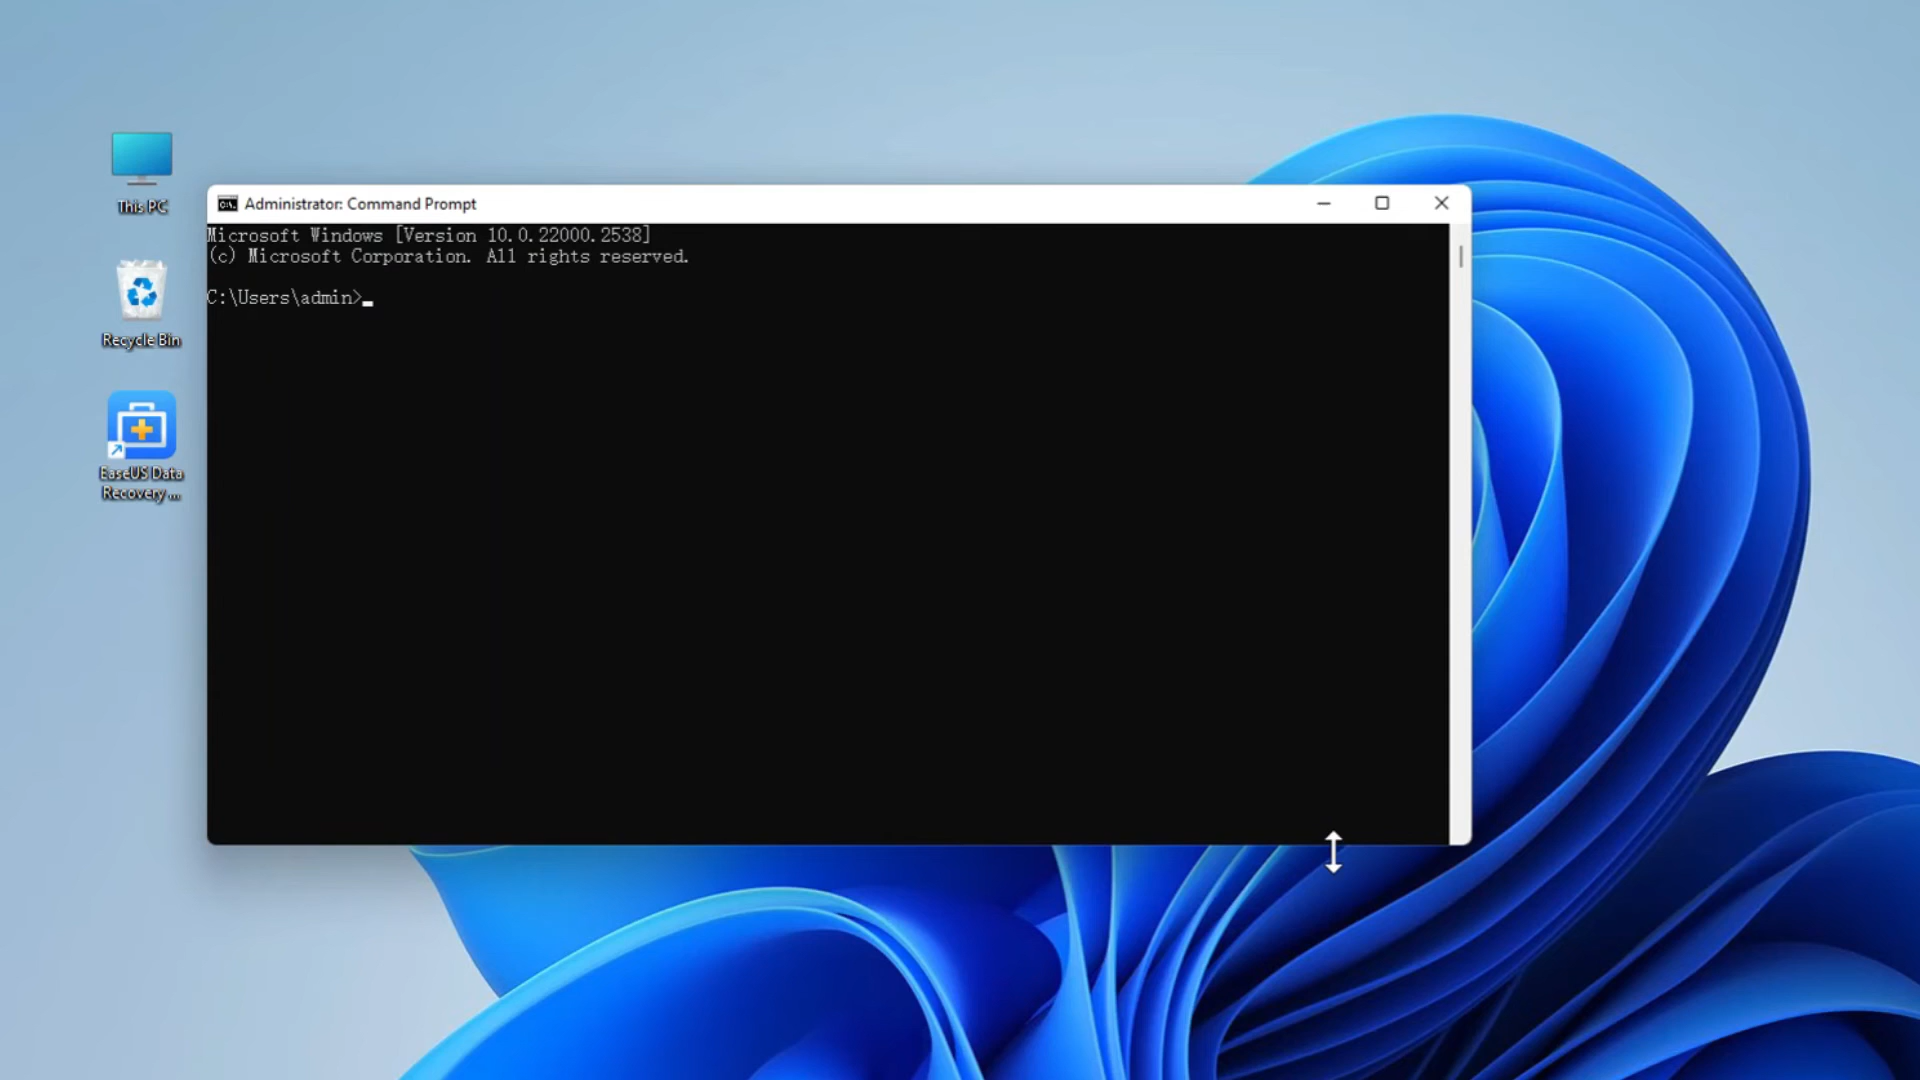 This PC
Recycle Bin
EaseUS Data
Recovery ...
Administrator: Command Prompt
Microsoft Windows [Version 10.0.22000.2538]
(c) Microsoft Corporation. All rights reserved.
C:\Users\admin>